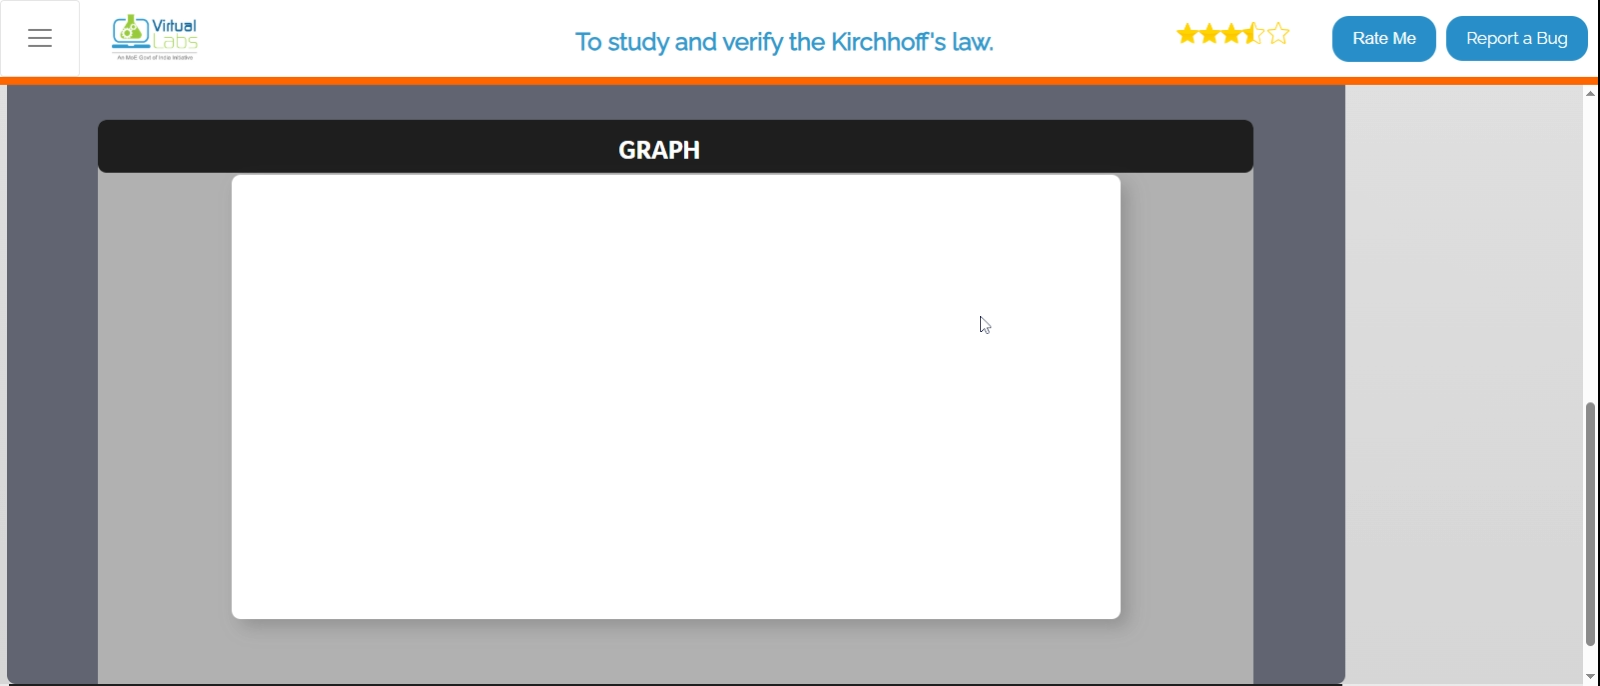 Virtual
Labs
An MoE Govt of India Initiative
To study and verify the Kirchhoff's law.
Rate Me
Report a Bug
GRAPH